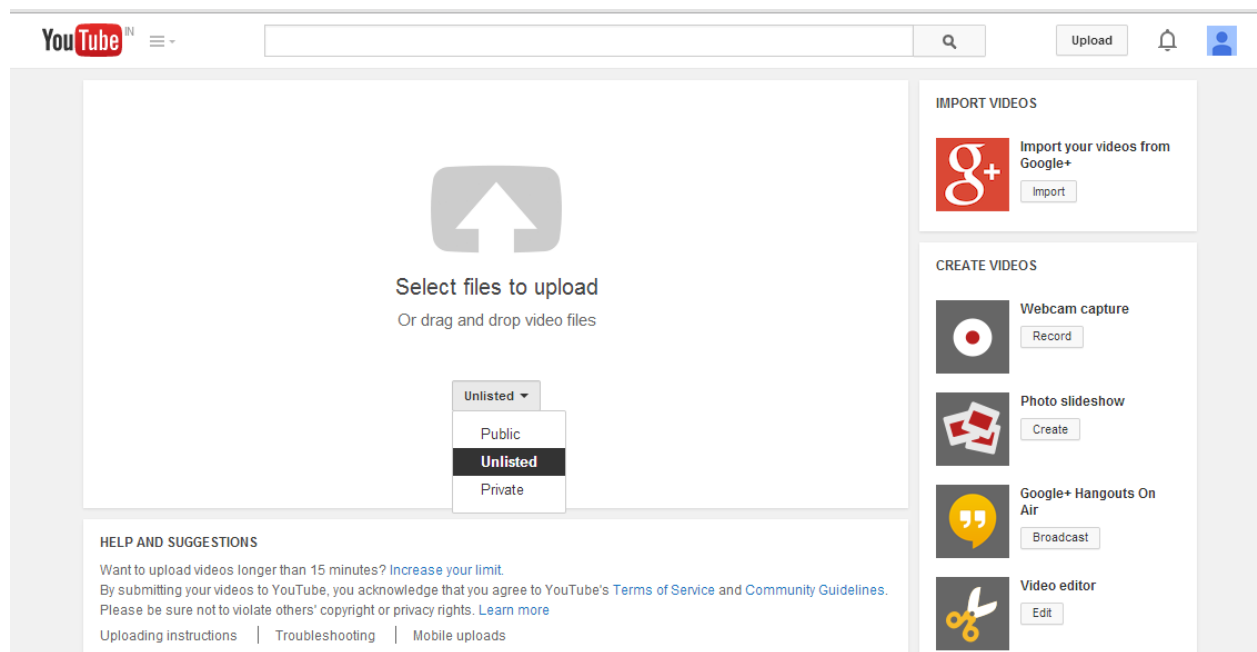 YouTube IN
Upload
Select files to upload
Or drag and drop video files
Unlisted
Public
Unlisted
Private
HELP AND SUGGESTIONS
Want to upload videos longer than 15 minutes? Increase your limit.
By submitting your videos to YouTube, you acknowledge that you agree to YouTube's Terms of Service and Community Guidelines.
Please be sure not to violate others' copyright or privacy rights. Learn more
Uploading instructions | Troubleshooting | Mobile uploads
IMPORT VIDEOS
g+
Import your videos from
Google+
Import
CREATE VIDEOS
Webcam capture
Record
Photo slideshow
Create
Google+ Hangouts On
Air
Broadcast
Video editor
Edit